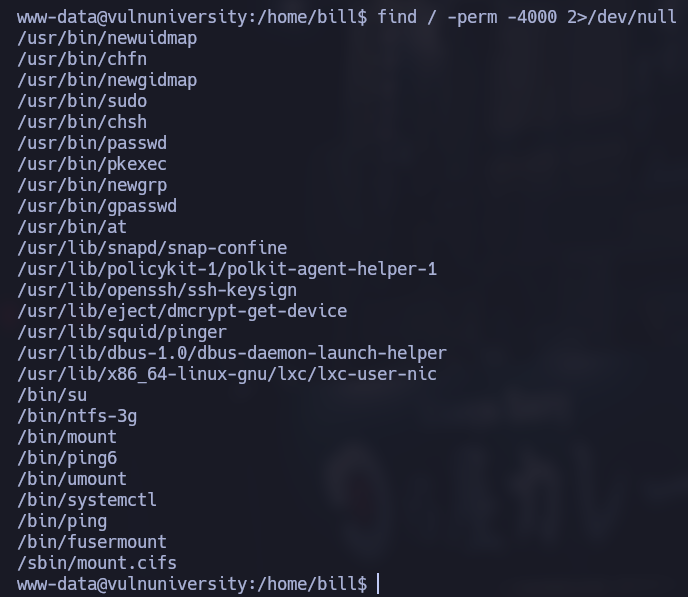 www-data@vulnuniversity:/home/bill$ find / -perm -4000 2>/dev/null
/usr/bin/newuidmap
/usr/bin/chfn
/usr/bin/newgidmap
/usr/bin/sudo
/usr/bin/chsh
/usr/bin/passwd
/usr/bin/pkexec
/usr/bin/newgrp
/usr/bin/gpasswd
/usr/bin/at
/usr/lib/snapd/snap-confine
/usr/lib/policykit-1/polkit-agent-helper-1
/usr/lib/openssh/ssh-keysign
/usr/lib/eject/dmcrypt-get-device
/usr/lib/squid/pinger
/usr/lib/dbus-1.0/dbus-daemon-launch-helper
/usr/lib/x86_64-linux-gnu/lxc/lxc-user-nic
/bin/su
/bin/ntfs-3g
/bin/mount
/bin/ping6
/bin/umount
/bin/systemctl
/bin/ping
/bin/fusermount
/sbin/mount.cifs
www-data@vulnuniversity:/home/bill$